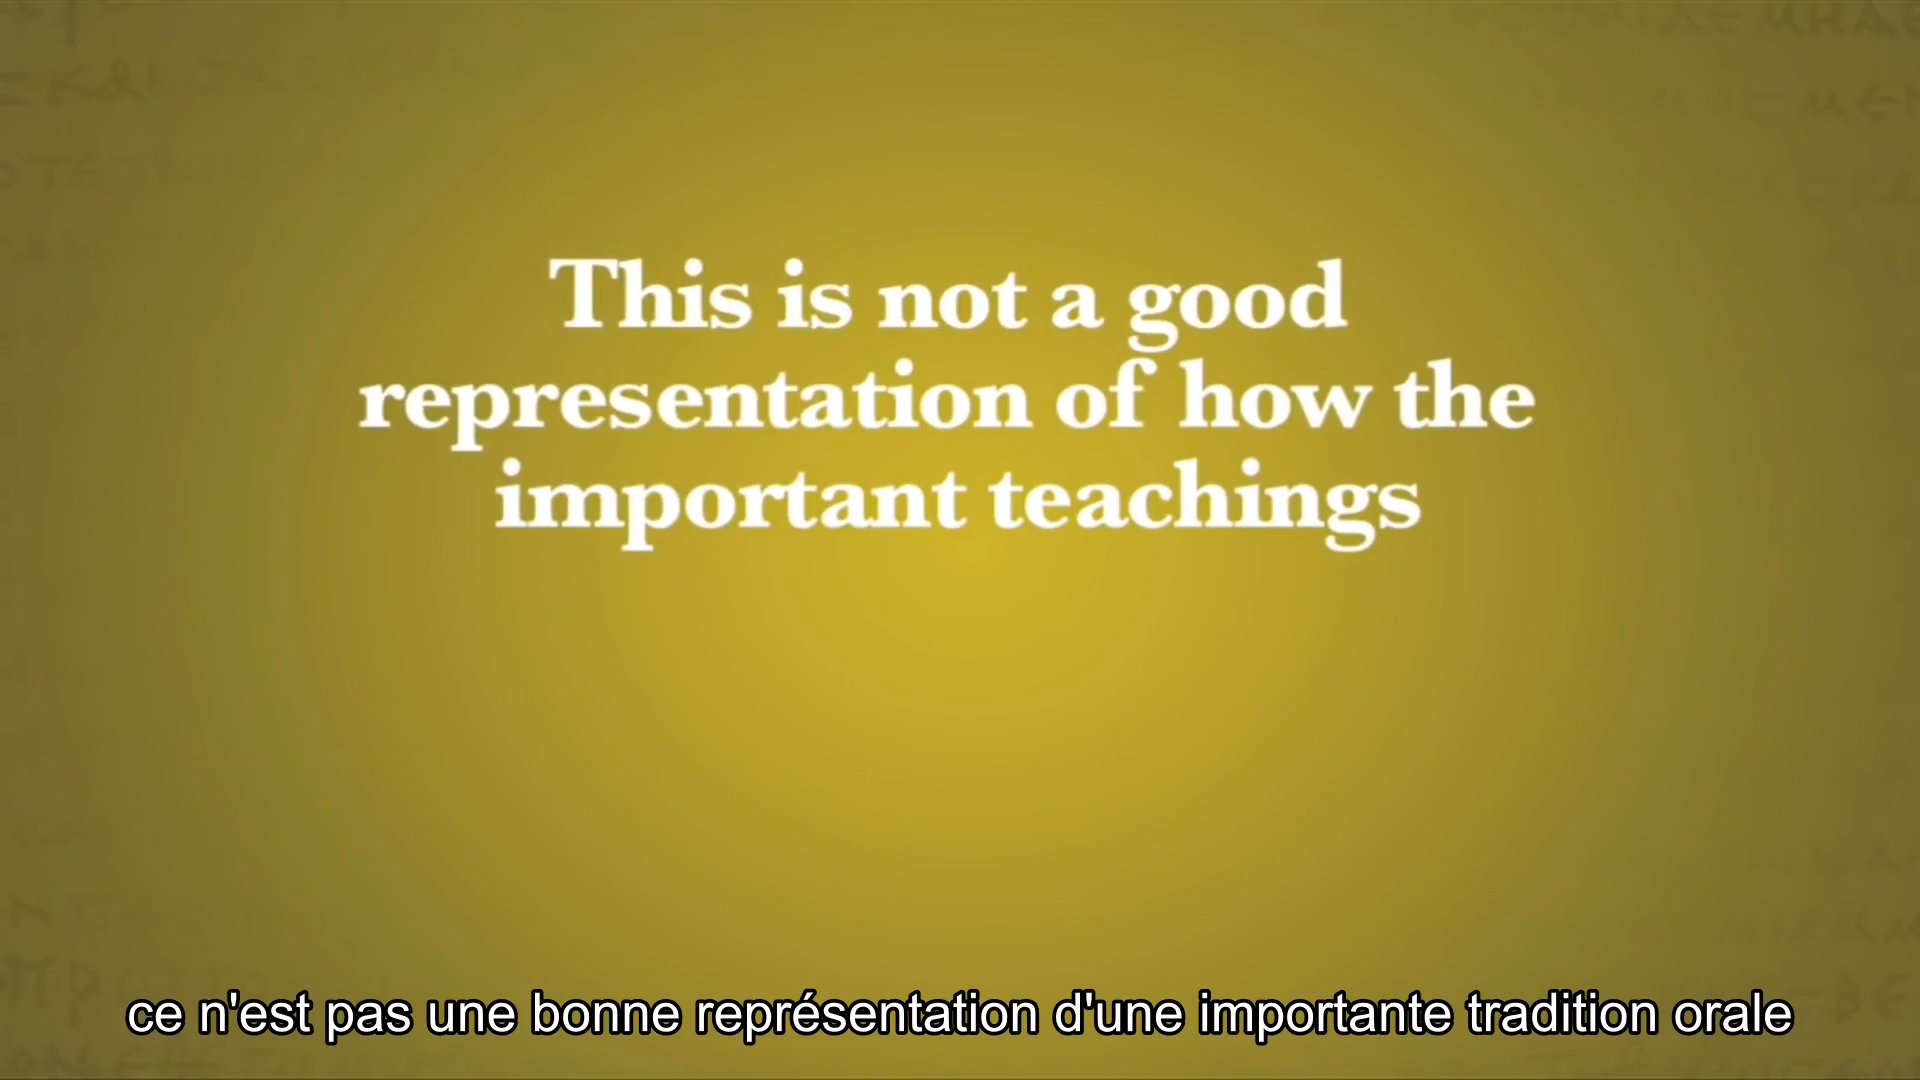 This is not a good
representation of how the
important teachings
ce n'est pas une bonne représentation d'une importante tradition orale